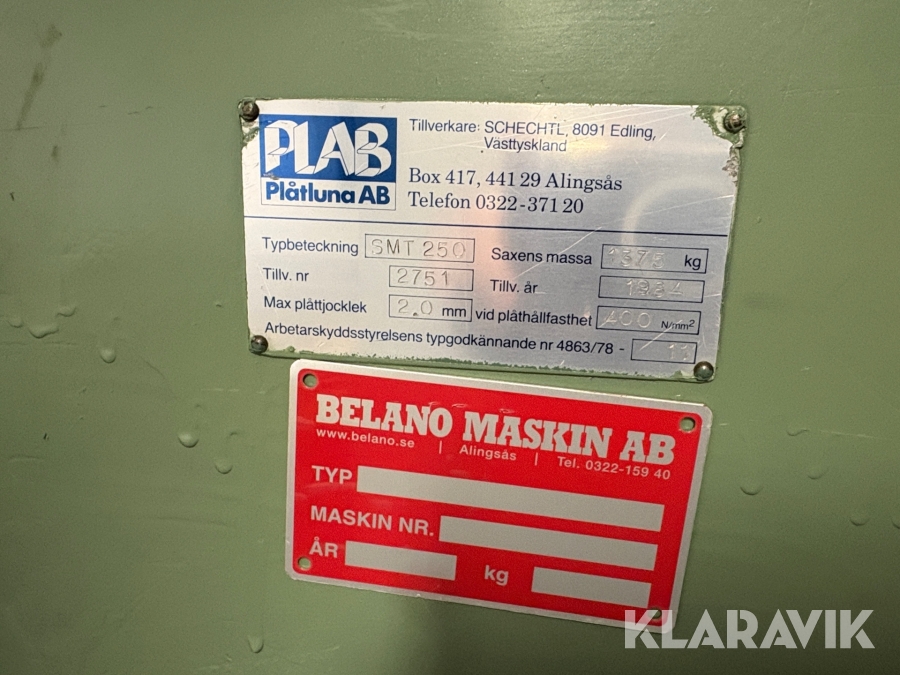 PLAB
Plåtluna AB
Tillverkare: SCHECHTL, 8091 Edling,
Västtyskland
Box 417, 441 29 Alingsås
Telefon 0322-371 20
Typbeteckning SMT 250 Saxens massa 1375 kg
Tillv. nr 2751 Tillv. år 1984
Max plåttjocklek 2.0 mm vid plåthållfasthet 400 N/mm²
Arbetarskyddsstyrelsens typgodkännande nr 4863/78 - 11
BELANO MASKIN AB
www.belano.se | Alingsås | Tel. 0322-159 40
TYP
MASKIN NR.
ÅR kg
KLARAVIK